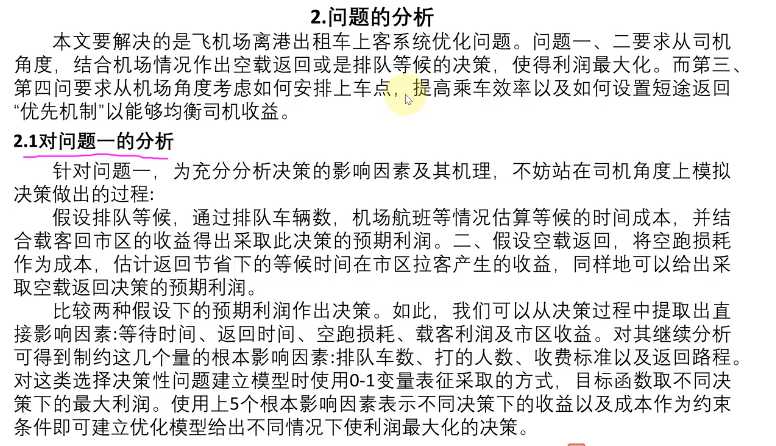 2.问题的分析
本文要解决的是飞机场离港出租车上客系统优化问题。问题一、二要求从司机
角度，结合机场情况作出空载返回或是排队等候的决策，使得利润最大化。而第三、
第四问要求从机场角度考虑如何安排上车点，提高乘车效率以及如何设置短途返回
“优先机制”以能够均衡司机收益。
2.1对问题一的分析
针对问题一，为充分分析决策的影响因素及其机理，不妨站在司机角度上模拟
决策做出的过程:
假设排队等候，通过排队车辆数，机场航班等情况估算等候的时间成本，并结
合载客回市区的收益得出采取此决策的预期利润。二、假设空载返回，将空跑损耗
作为成本，估计返回节省下的等候时间在市区拉客产生的收益，同样地可以给出采
取空载返回决策的预期利润。
比较两种假设下的预期利润作出决策。如此，我们可以从决策过程中提取出直
接影响因素:等待时间、返回时间、空跑损耗、载客利润及市区收益。对其继续分析
可得到制约这几个量的根本影响因素:排队车数、打的人数、收费标准以及返回路程。
对这类选择决策性问题建立模型时使用0-1变量表征采取的方式，目标函数取不同决
策下的最大利润。使用上5个根本影响因素表示不同决策下的收益以及成本作为约束
条件即可建立优化模型给出不同情况下使利润最大化的决策。